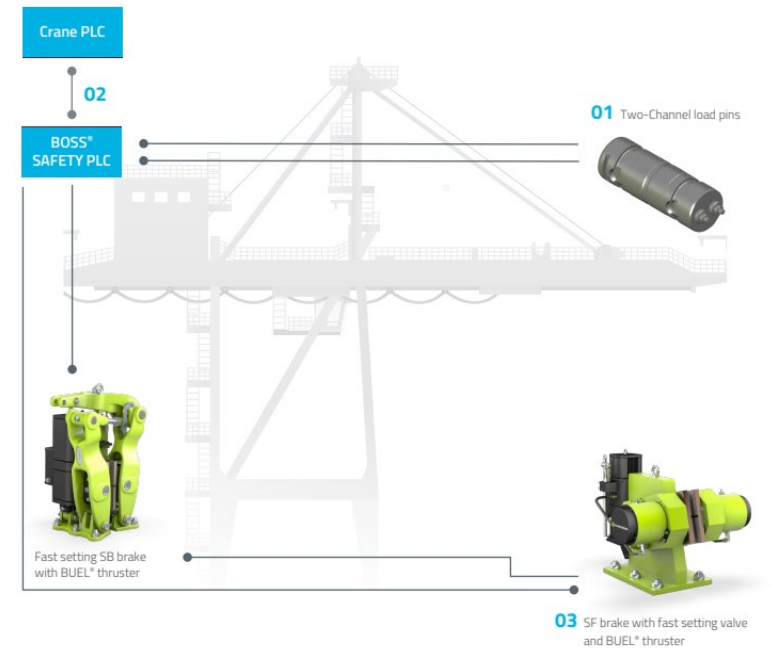 Crane PLC
02
BOSS®
SAFETY PLC
01 Two-Channel load pins
Fast setting SB brake
with BUEL® thruster
03 SF brake with fast setting valve
and BUEL® thruster